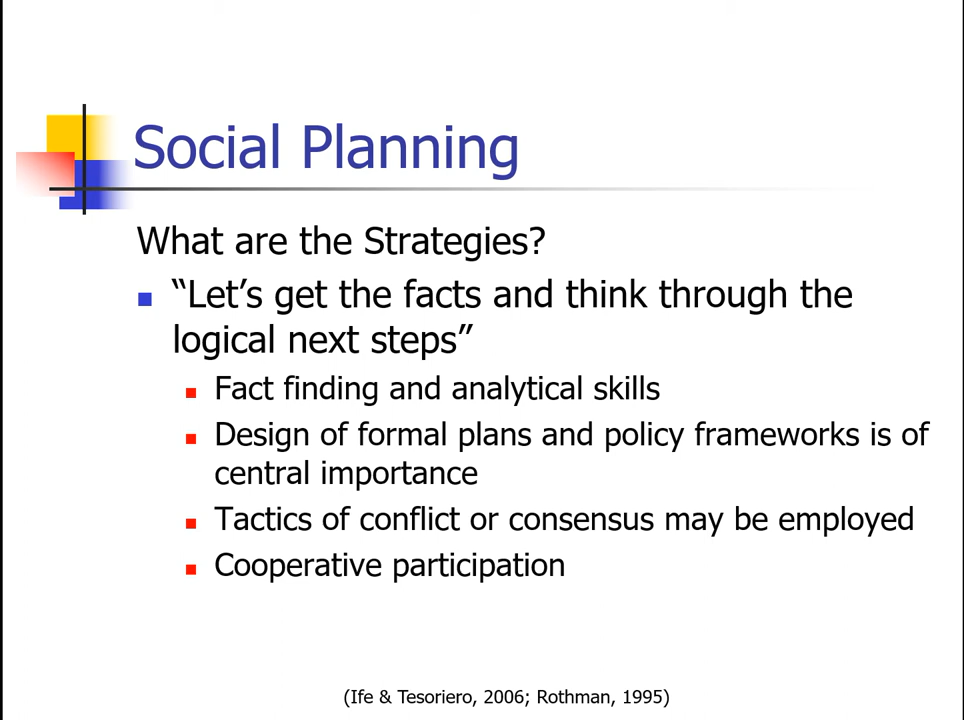 Social Planning
What are the Strategies?
“Let’s get the facts and think through the
logical next steps”
Fact finding and analytical skills
Design of formal plans and policy frameworks is of
central importance
Tactics of conflict or consensus may be employed
Cooperative participation
(Ife & Tesoriero, 2006; Rothman, 1995)